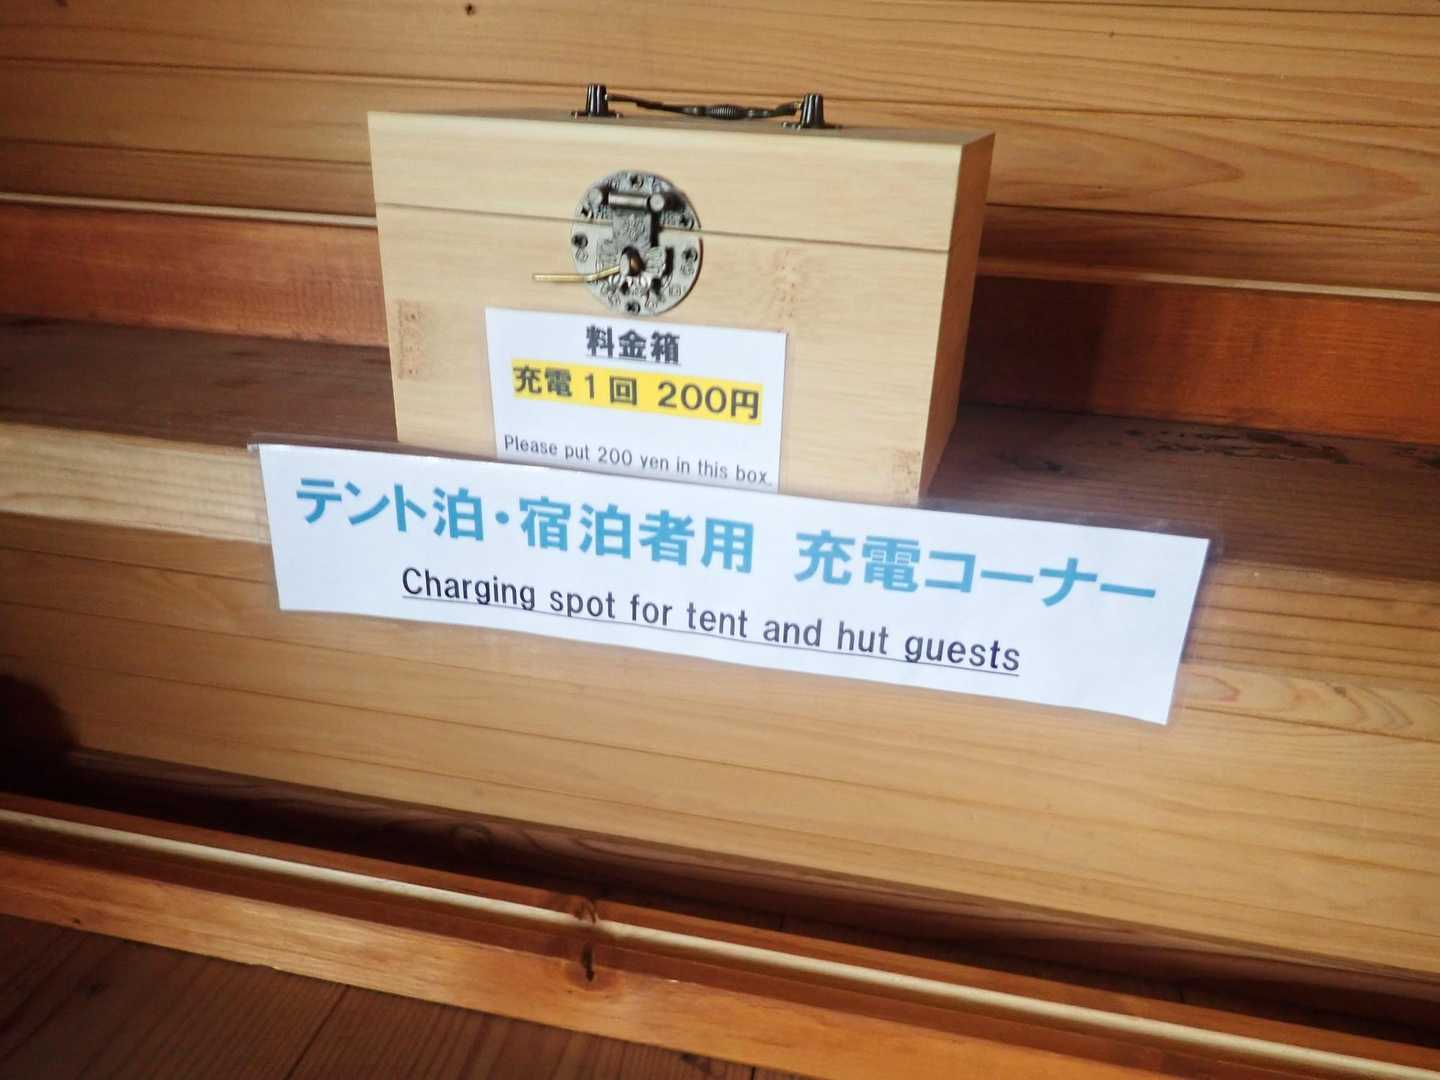 料金箱
充電1回 200円
Please put 200 yen in this box.
テント泊・宿泊者用 充電コーナー
Charging spot for tent and hut guests